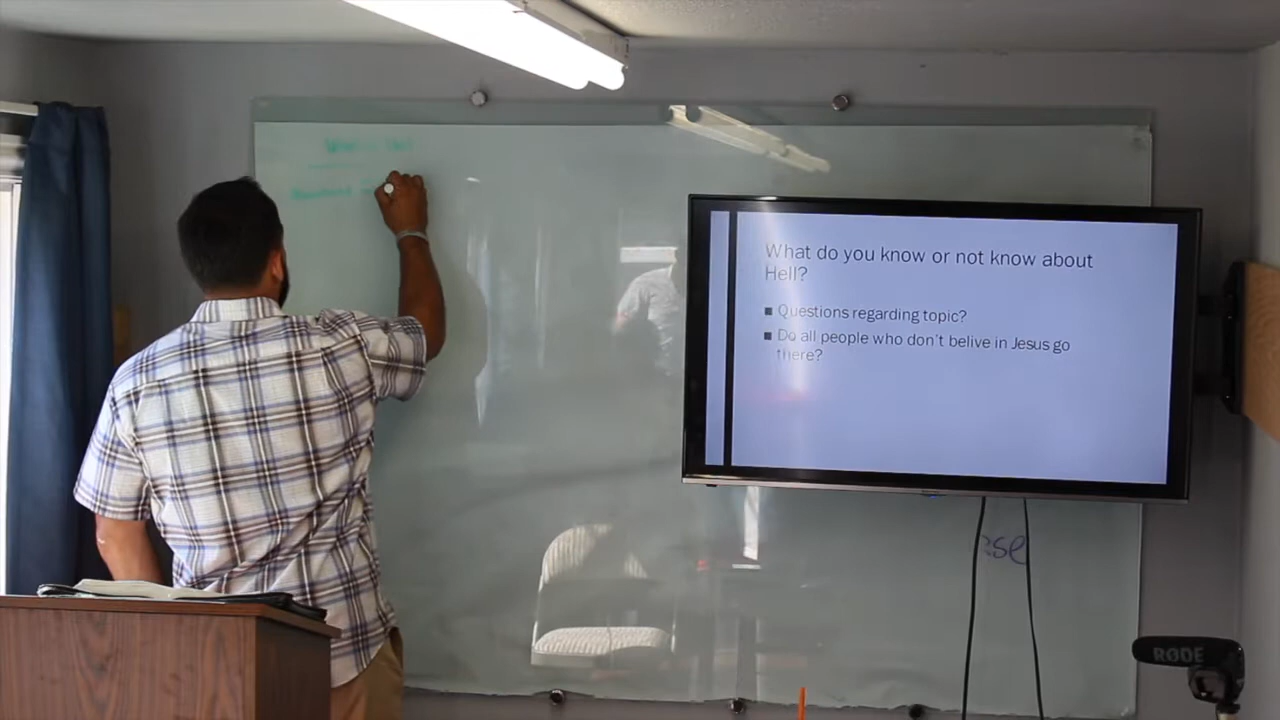 What do you know or not know about
Hell?
Questions regarding topic?
Do all people who don't belive in Jesus go
there?
RØDE